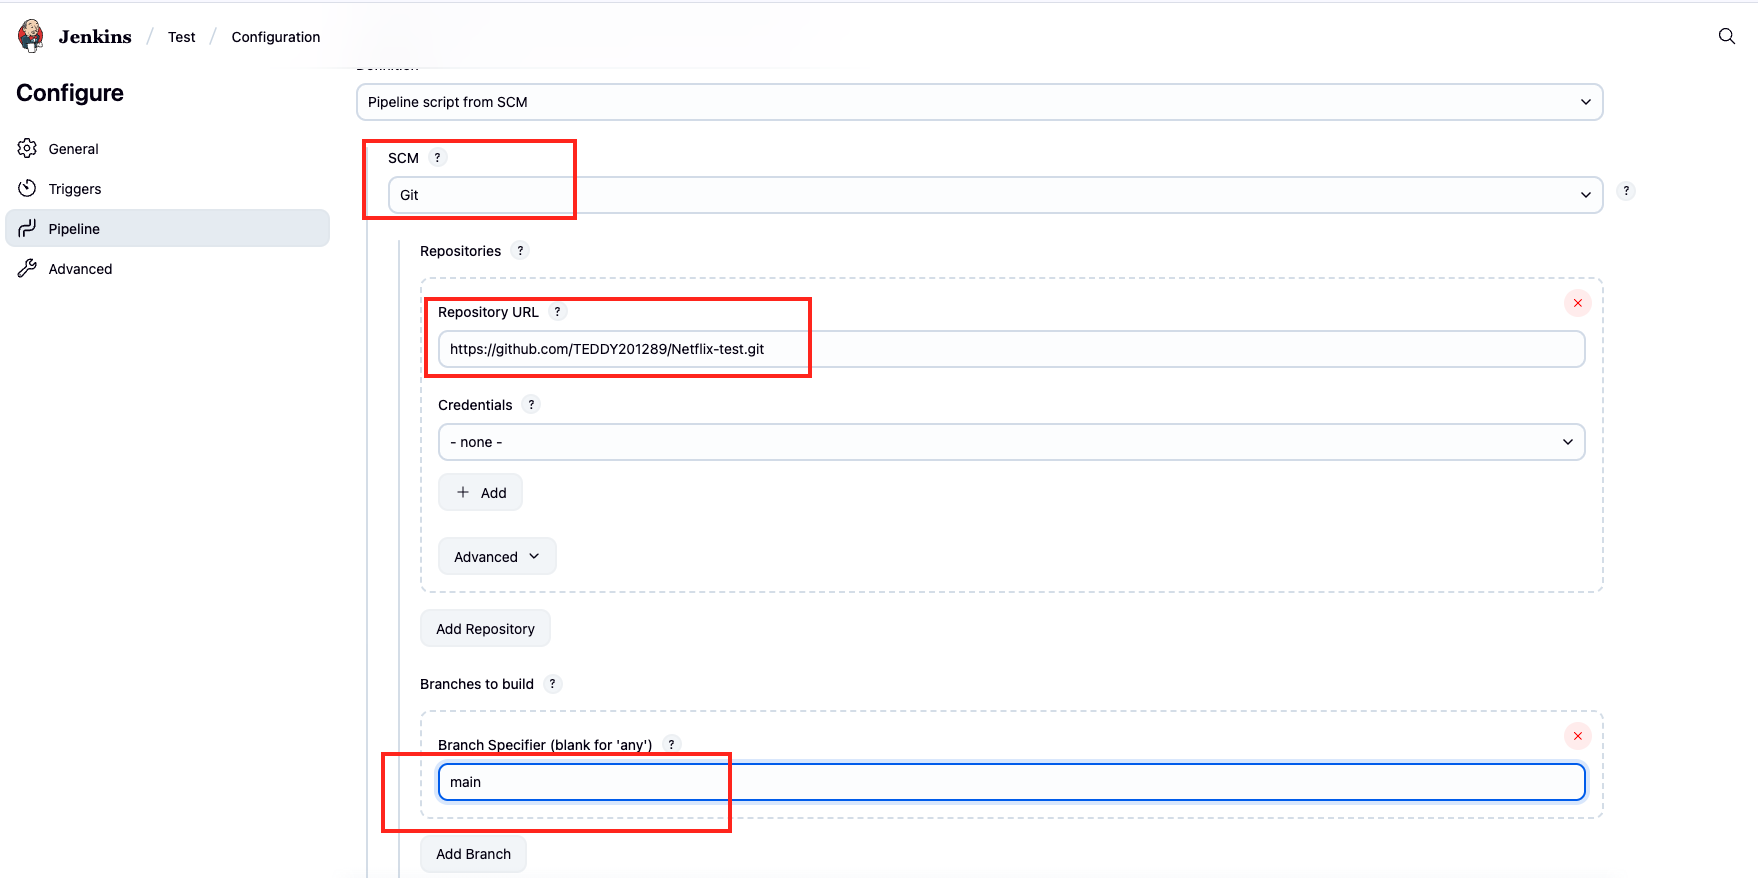 Jenkins / Test / Configuration
Configure
General
Triggers
Pipeline
Advanced
Definition
Pipeline script from SCM
SCM ?
Git
?
Repositories ?
Repository URL ?
https://github.com/TEDDY201289/Netflix-test.git
Credentials ?
- none -
+ Add
Advanced
Add Repository
Branches to build ?
Branch Specifier (blank for 'any') ?
main
Add Branch